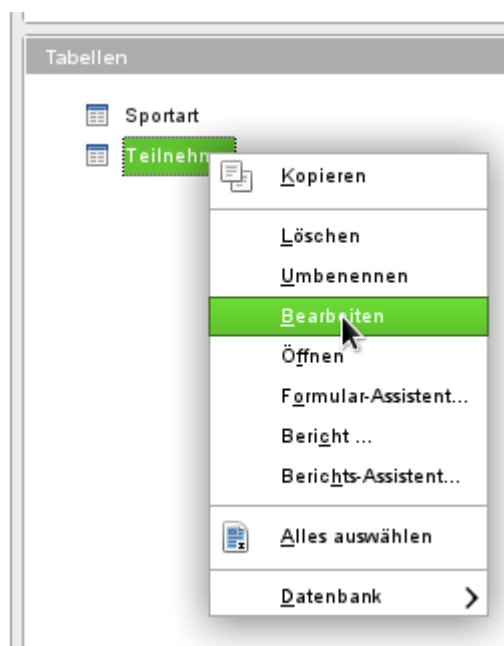 Tabellen
Sportart
Teilnehm
Kopieren
Löschen
Umbenennen
Bearbeiten
Öffnen
Formular-Assistent...
Bericht ...
Berichts-Assistent...
Alles auswählen
Datenbank